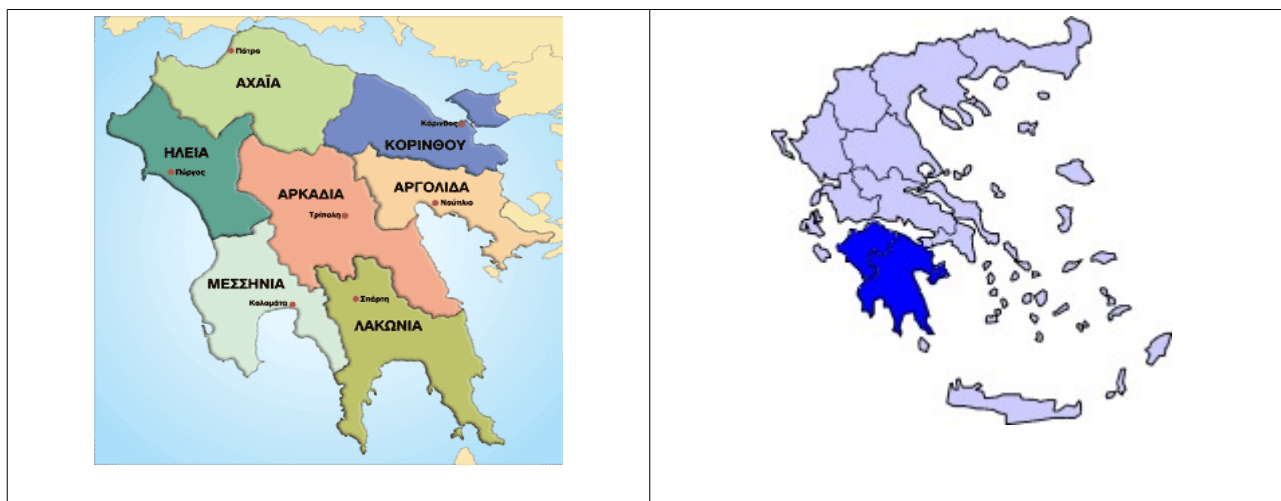 Πάτρα
ΑΧΑΪΑ
Κόρινθος
ΚΟΡΙΝΘΟΥ
ΗΛΕΙΑ
Πύργος
ΑΡΚΑΔΙΑ
Τρίπολη
ΑΡΓΟΛΙΔΑ
Ναύπλιο
ΜΕΣΣΗΝΙΑ
Καλαμάτα
Σπάρτη
ΛΑΚΩΝΙΑ